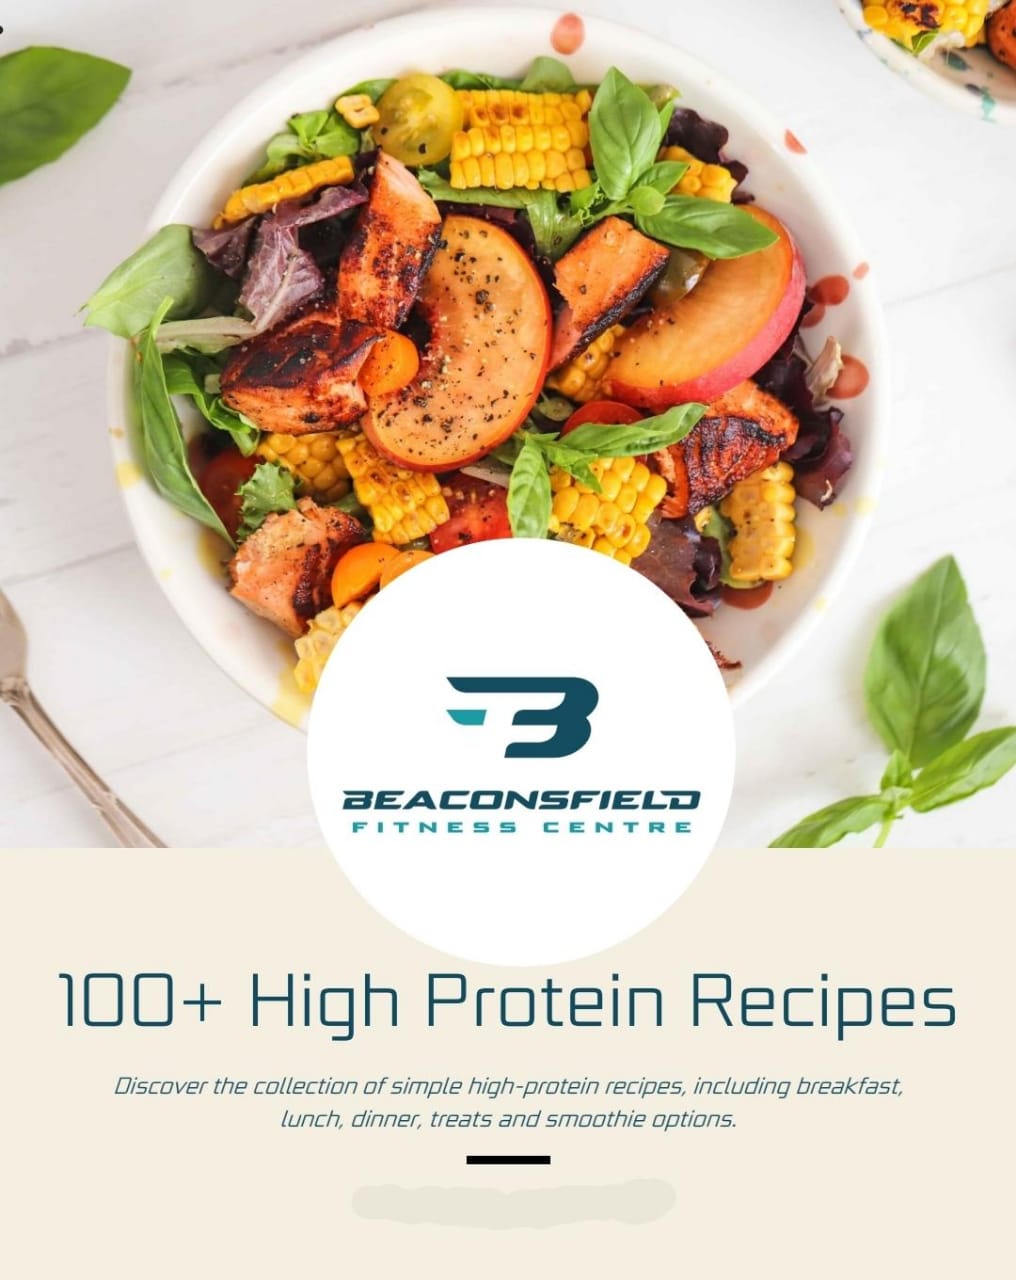 BEACONSFIELD
FITNESS CENTRE
100+ High Protein Recipes
Discover the collection of simple high-protein recipes, including breakfast,
lunch, dinner, treats and smoothie options.